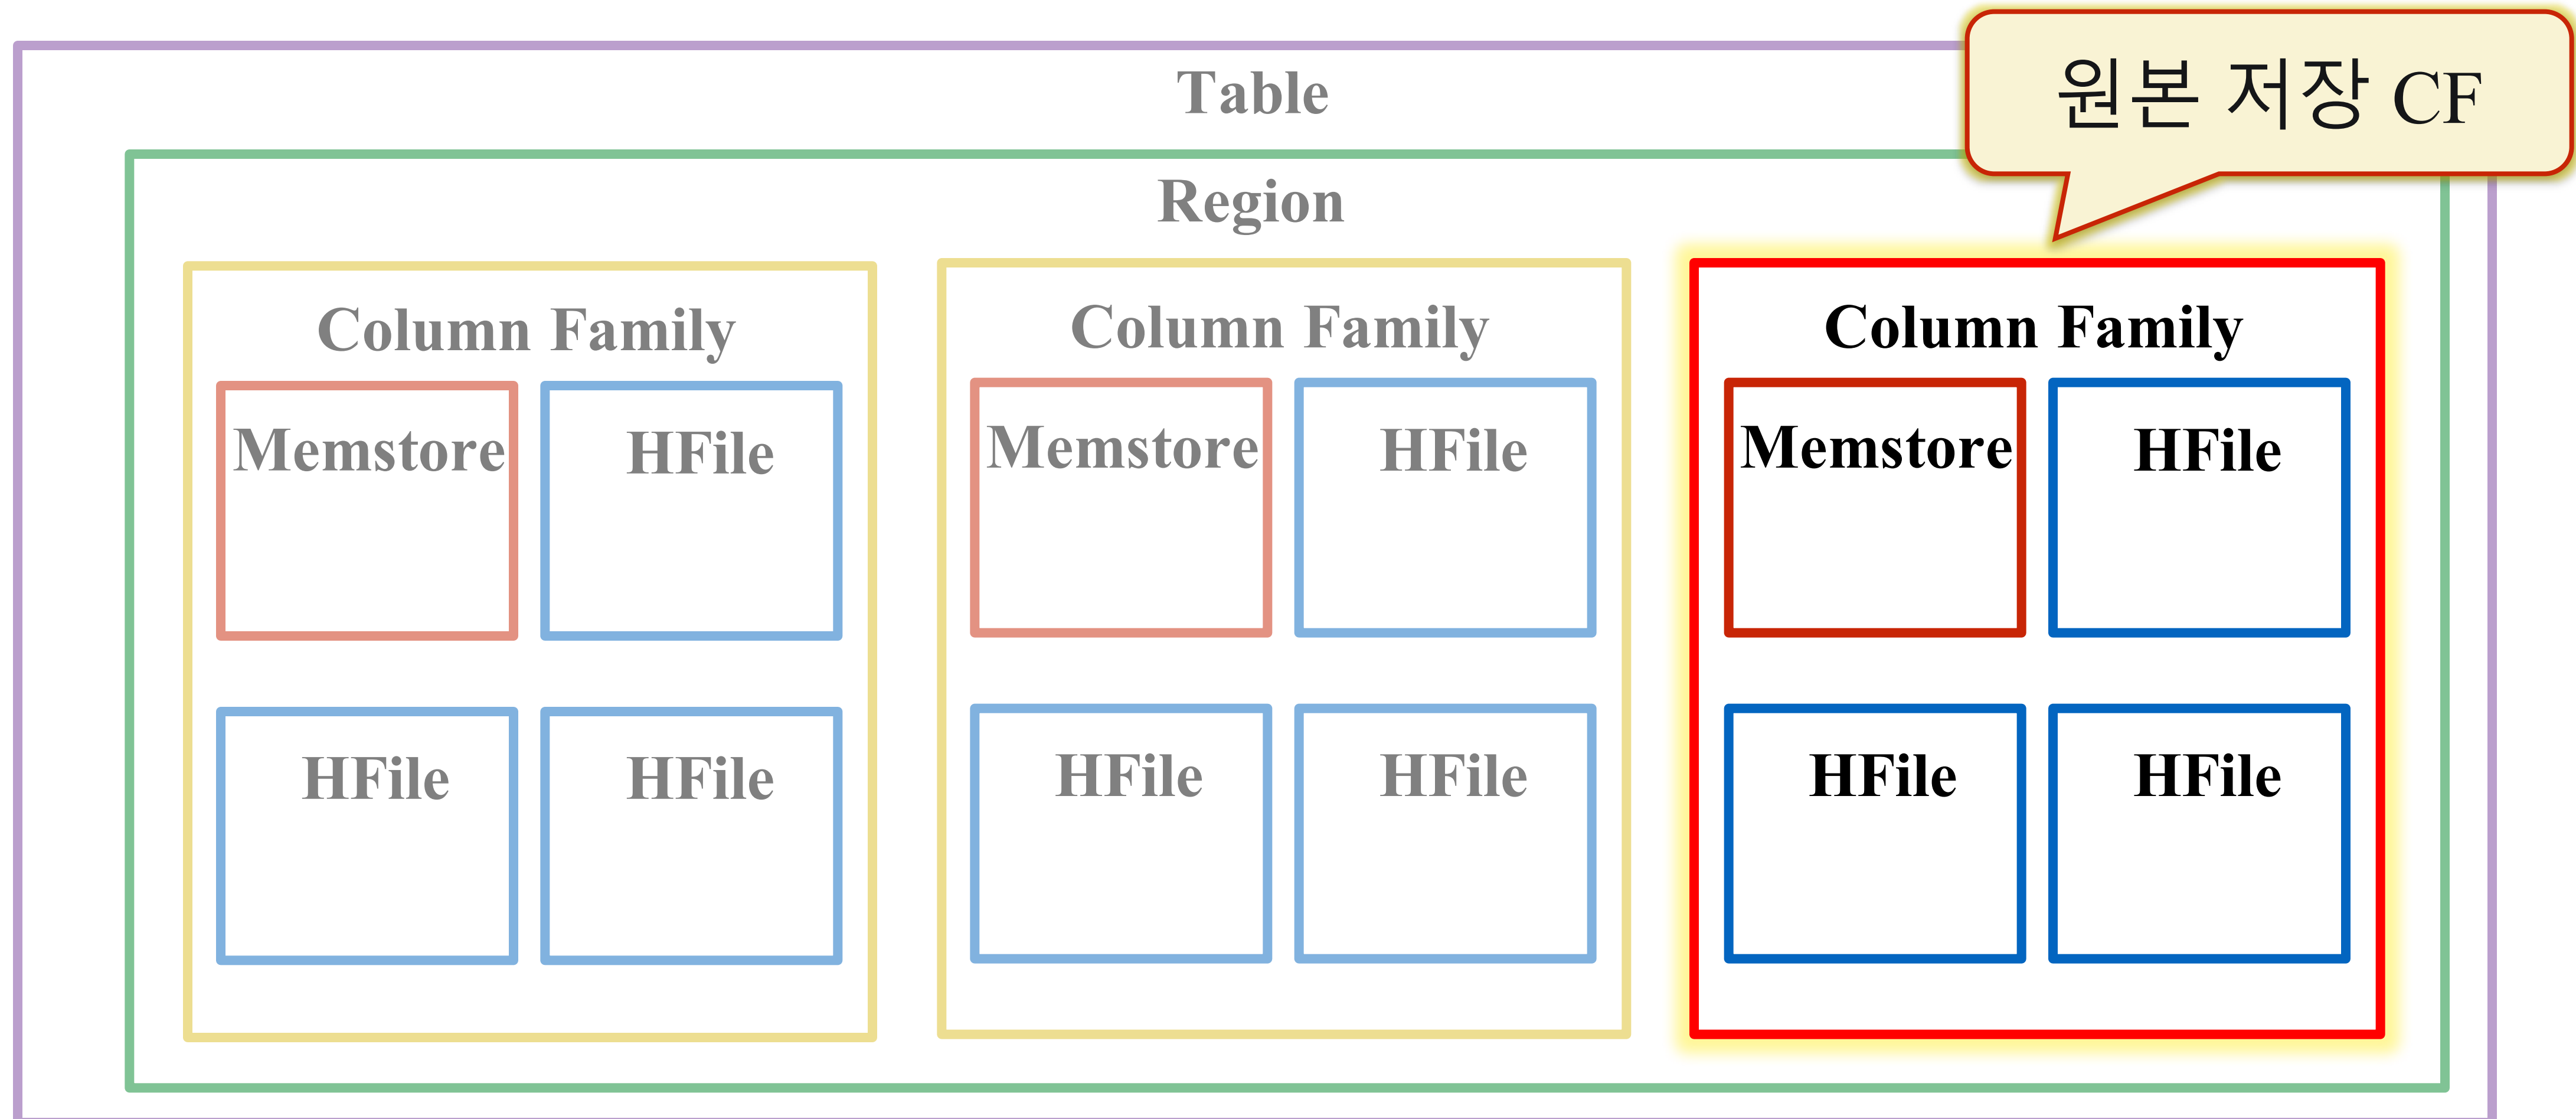 원본 저장 CF
Table
Region
Column Family
Memstore
HFile
HFile
HFile
Column Family
Memstore
HFile
HFile
HFile
Column Family
Memstore
HFile
HFile
HFile